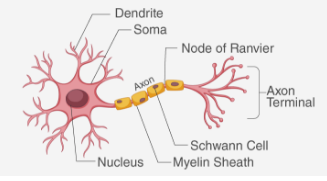 Dendrite
Soma
Node of Ranvier
Axon
Axon
Terminal
Schwann Cell
Myelin Sheath
Nucleus